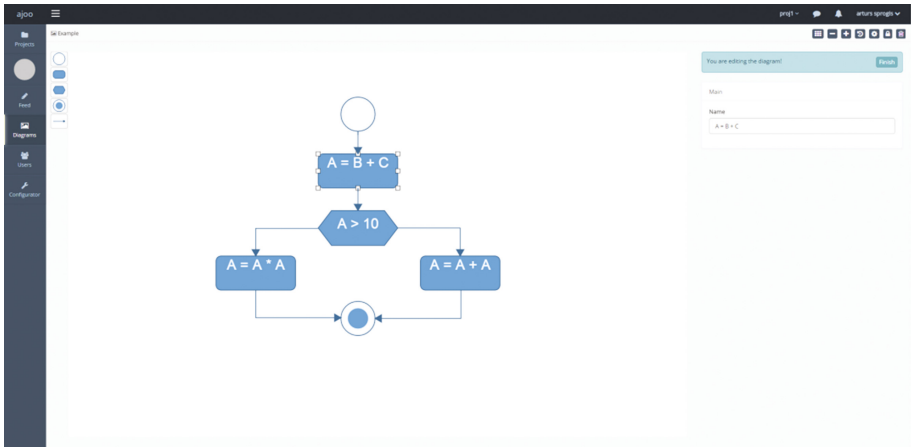 ajoo
proj1
arturs sprogis
Projects
Feed
Diagrams
Users
Configurator
Example
You are editing the diagram!
Finish
Main
Name
A = B + C
A = B + C
A > 10
A = A * A
A = A + A